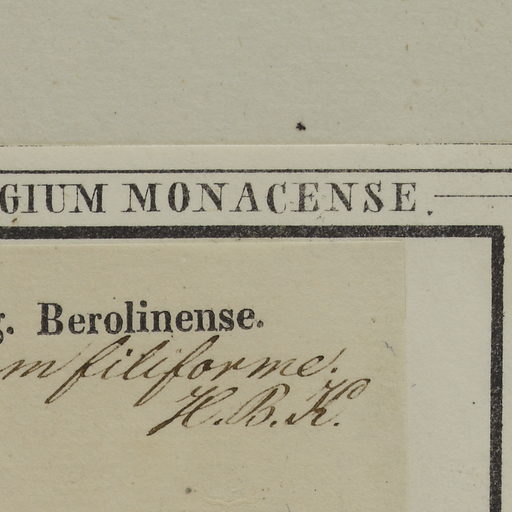 GIUM MONACENSE.
g. Berolinense.
m filiforme.
H.B.K.